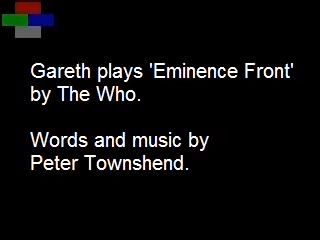 Gareth plays 'Eminence Front'
by The Who.
Words and music by
Peter Townshend.